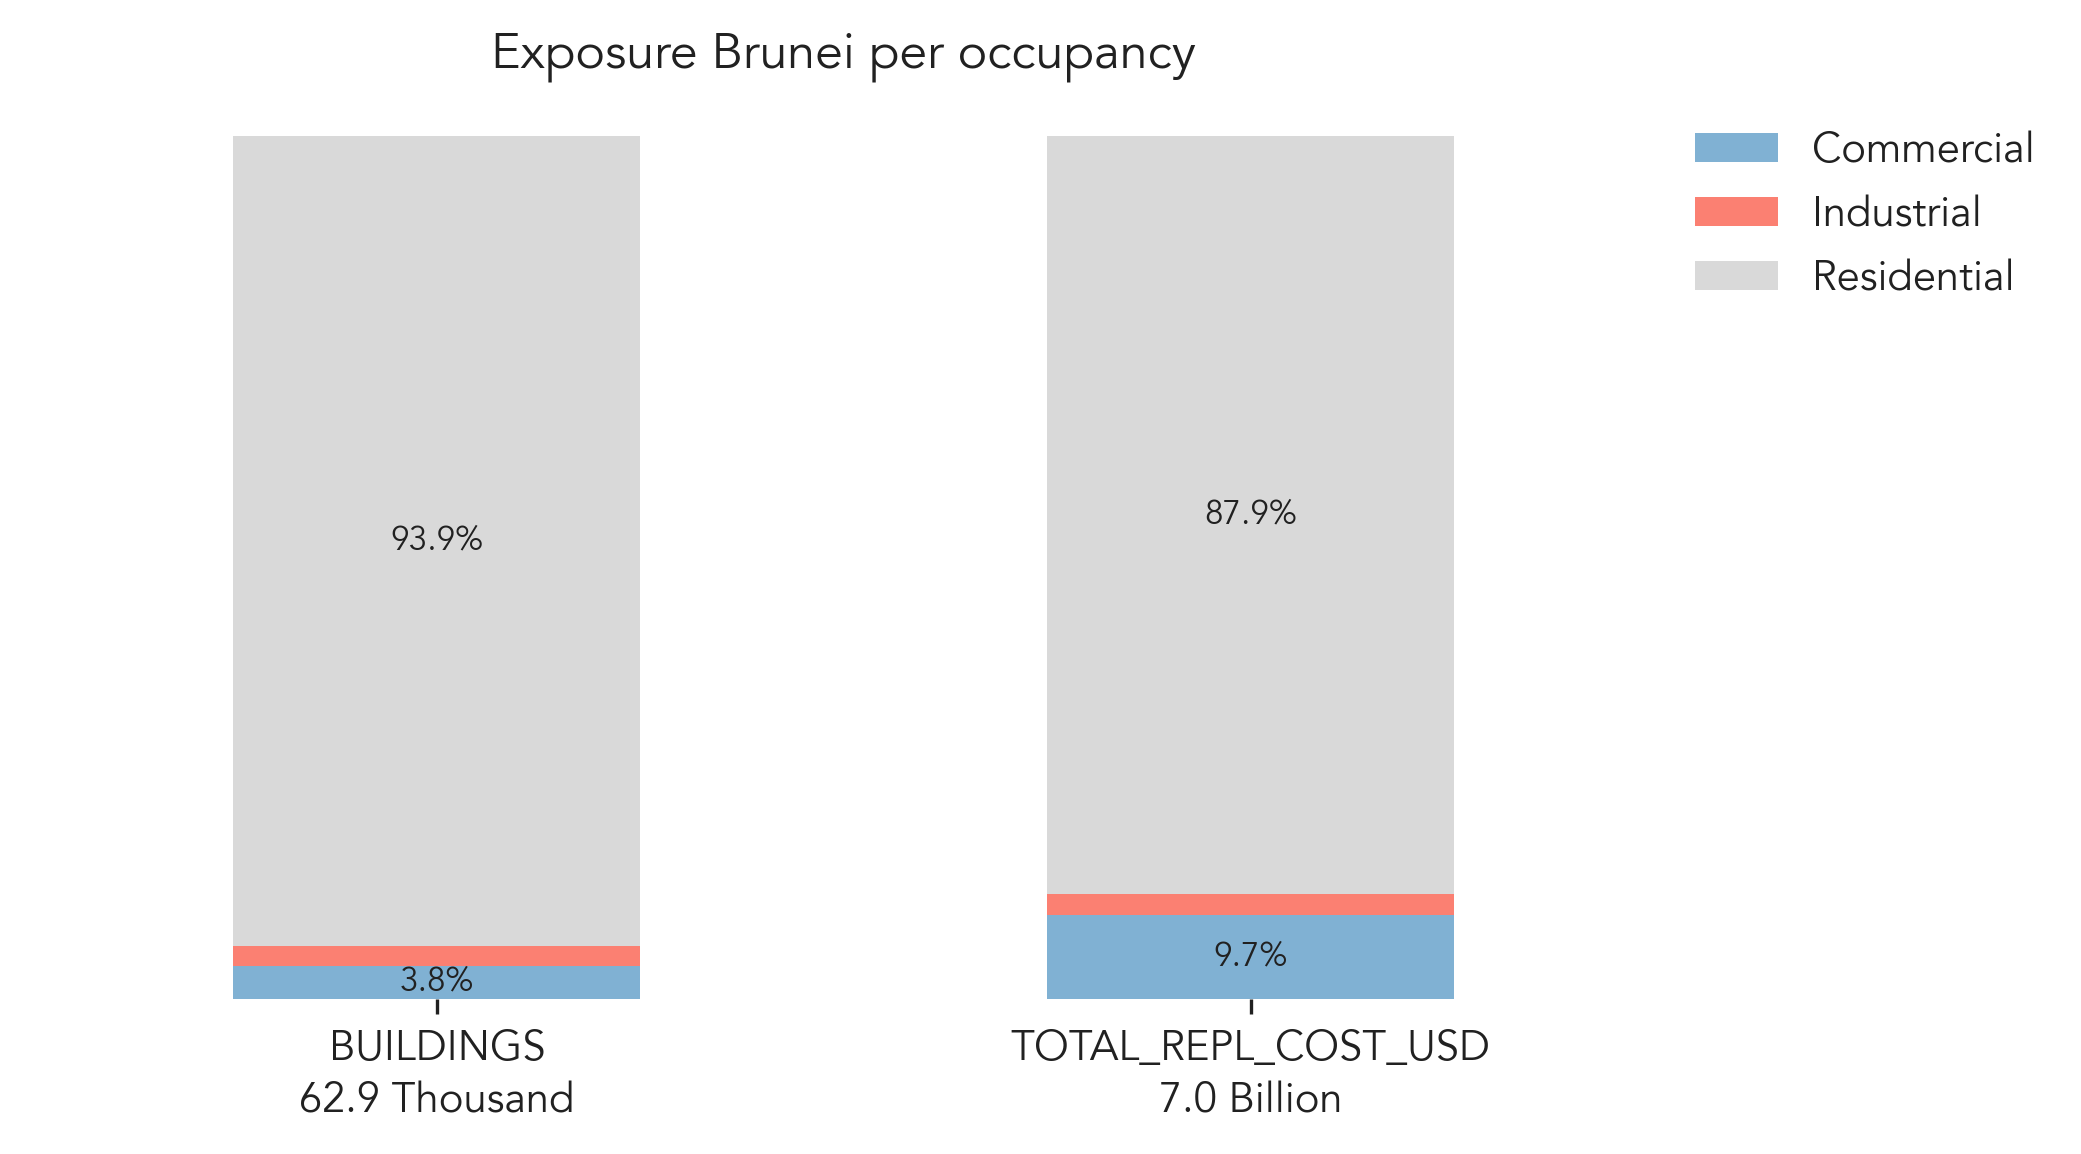 Exposure Brunei per occupancy
Commercial
Industrial
Residential
93.9%
3.8%
87.9%
9.7%
BUILDINGS
62.9 Thousand
TOTAL_REPL_COST_USD
7.0 Billion